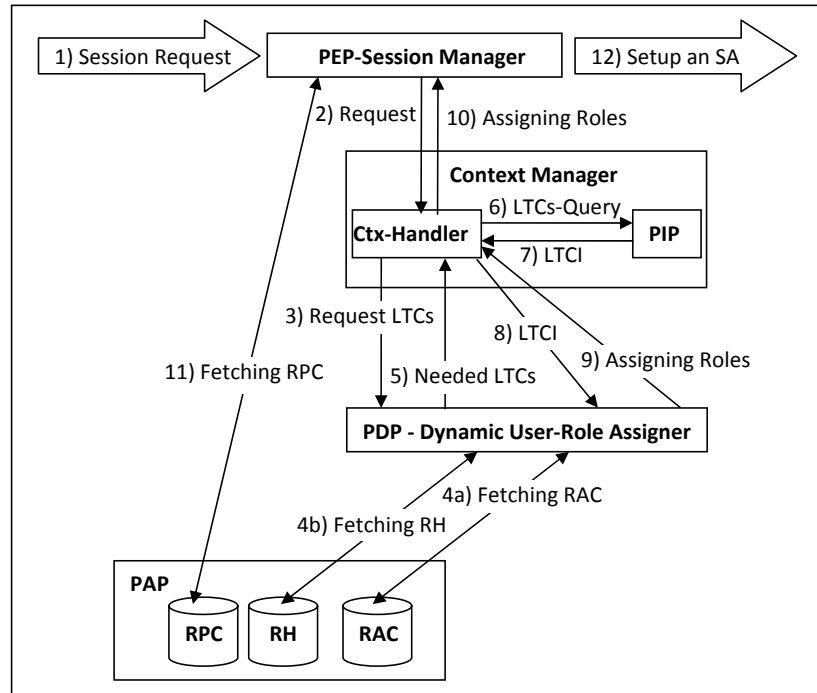 1) Session Request
PEP-Session Manager
12) Setup an SA
2) Request
10) Assigning Roles
Context Manager
6) LTCs-Query
Ctx-Handler
PIP
7) LTCI
3) Request LTCs
8) LTCI
9) Assigning Roles
11) Fetching RPC
5) Needed LTCs
PDP - Dynamic User-Role Assigner
4a) Fetching RAC
4b) Fetching RH
PAP
RPC
RH
RAC